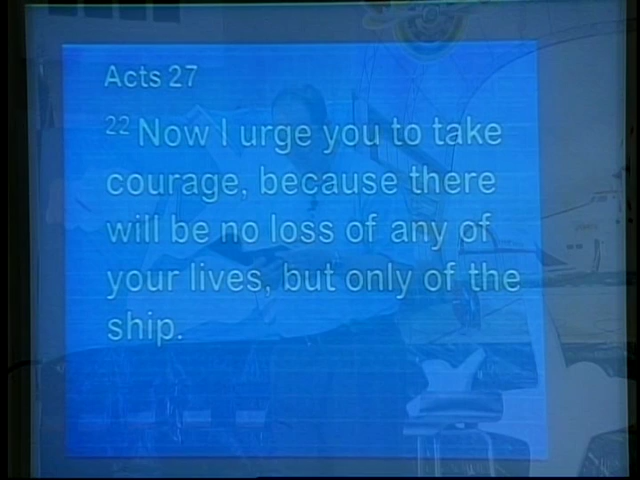 Acts 27
22 Now I urge you to take
courage, because there
will be no loss of any of
your lives, but only of the
ship.